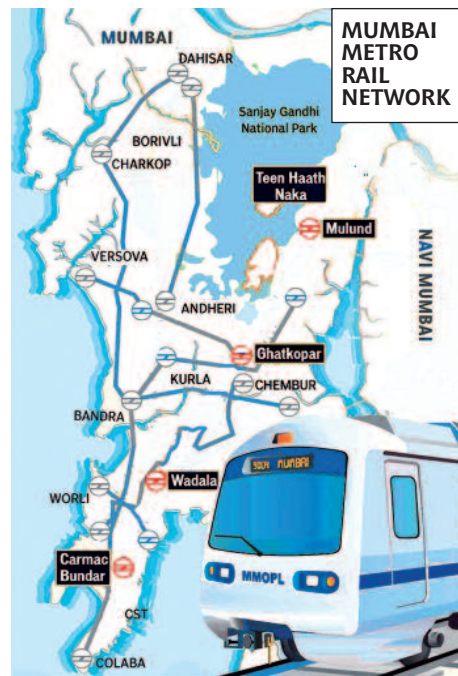 MUMBAI
METRO
RAIL
NETWORK
MUMBAI
DAHISAR
Sanjay Gandhi
National Park
BORIVLI
CHARKOP
Teen Haath
Naka
Mulund
VERSOVA
NAVI MUMBAI
ANDHERI
Ghatkopar
KURLA
CHEMBUR
BANDRA
Wadala
WORLI
Carmac
Bundar
MUMBAI
MMOPL
CST
COLABA